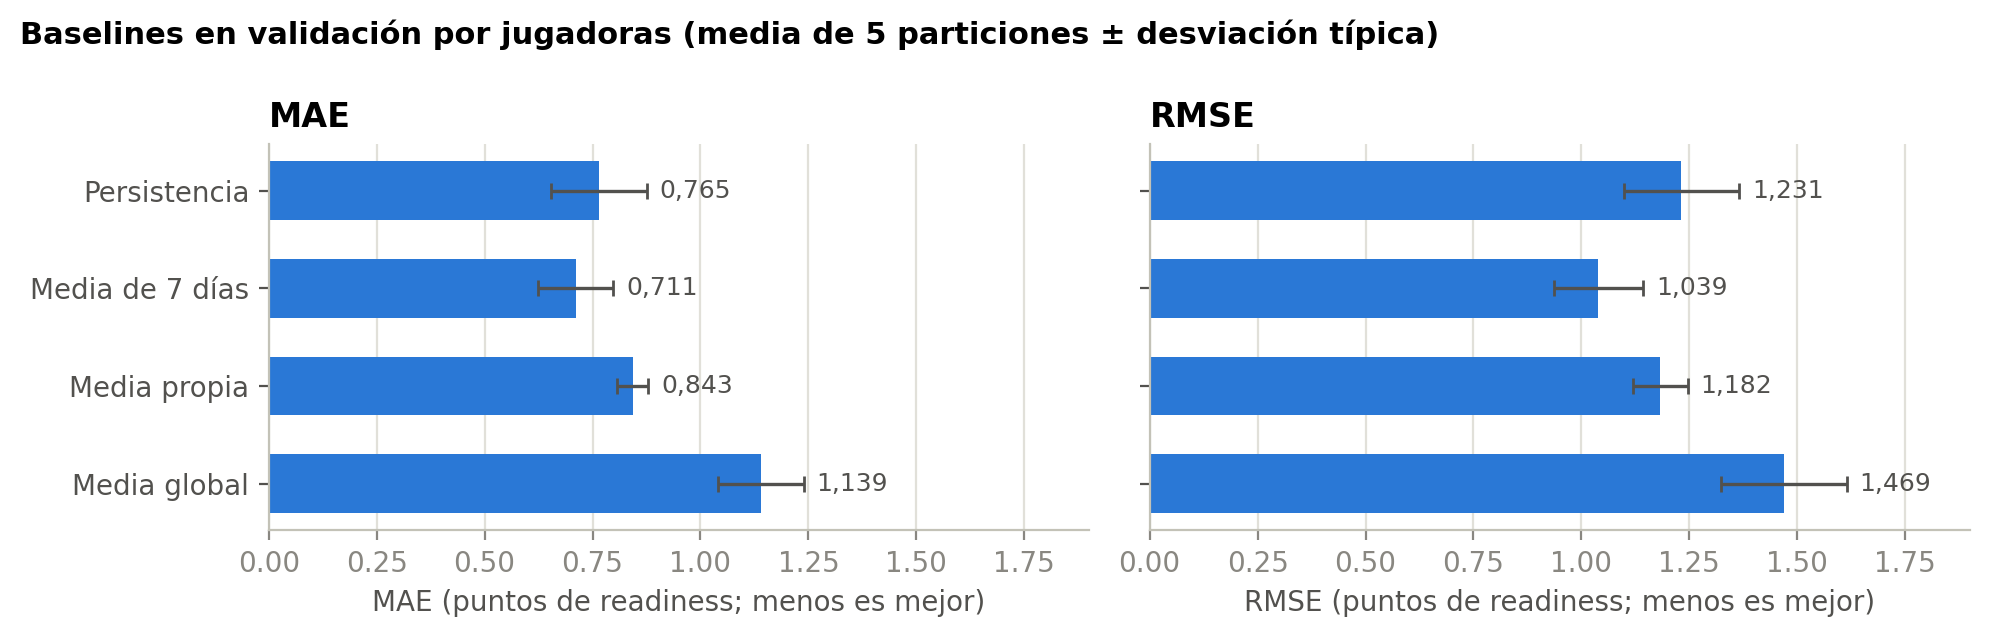 Baselines en validación por jugadoras (media de 5 particiones ± desviación típica)
MAE
Persistencia
0,765
Media de 7 días
0,711
Media propia
0,843
Media global
1,139
0.00 0.25 0.50 0.75 1.00 1.25 1.50 1.75
MAE (puntos de readiness; menos es mejor)
RMSE
1,231
1,039
1,182
1,469
0.00 0.25 0.50 0.75 1.00 1.25 1.50 1.75
RMSE (puntos de readiness; menos es mejor)